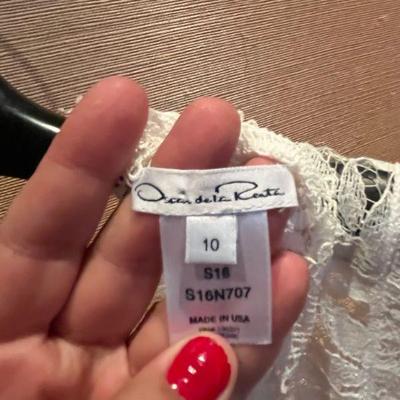 Oscar de la Renta
10
S16
S16N707
MADE IN USA